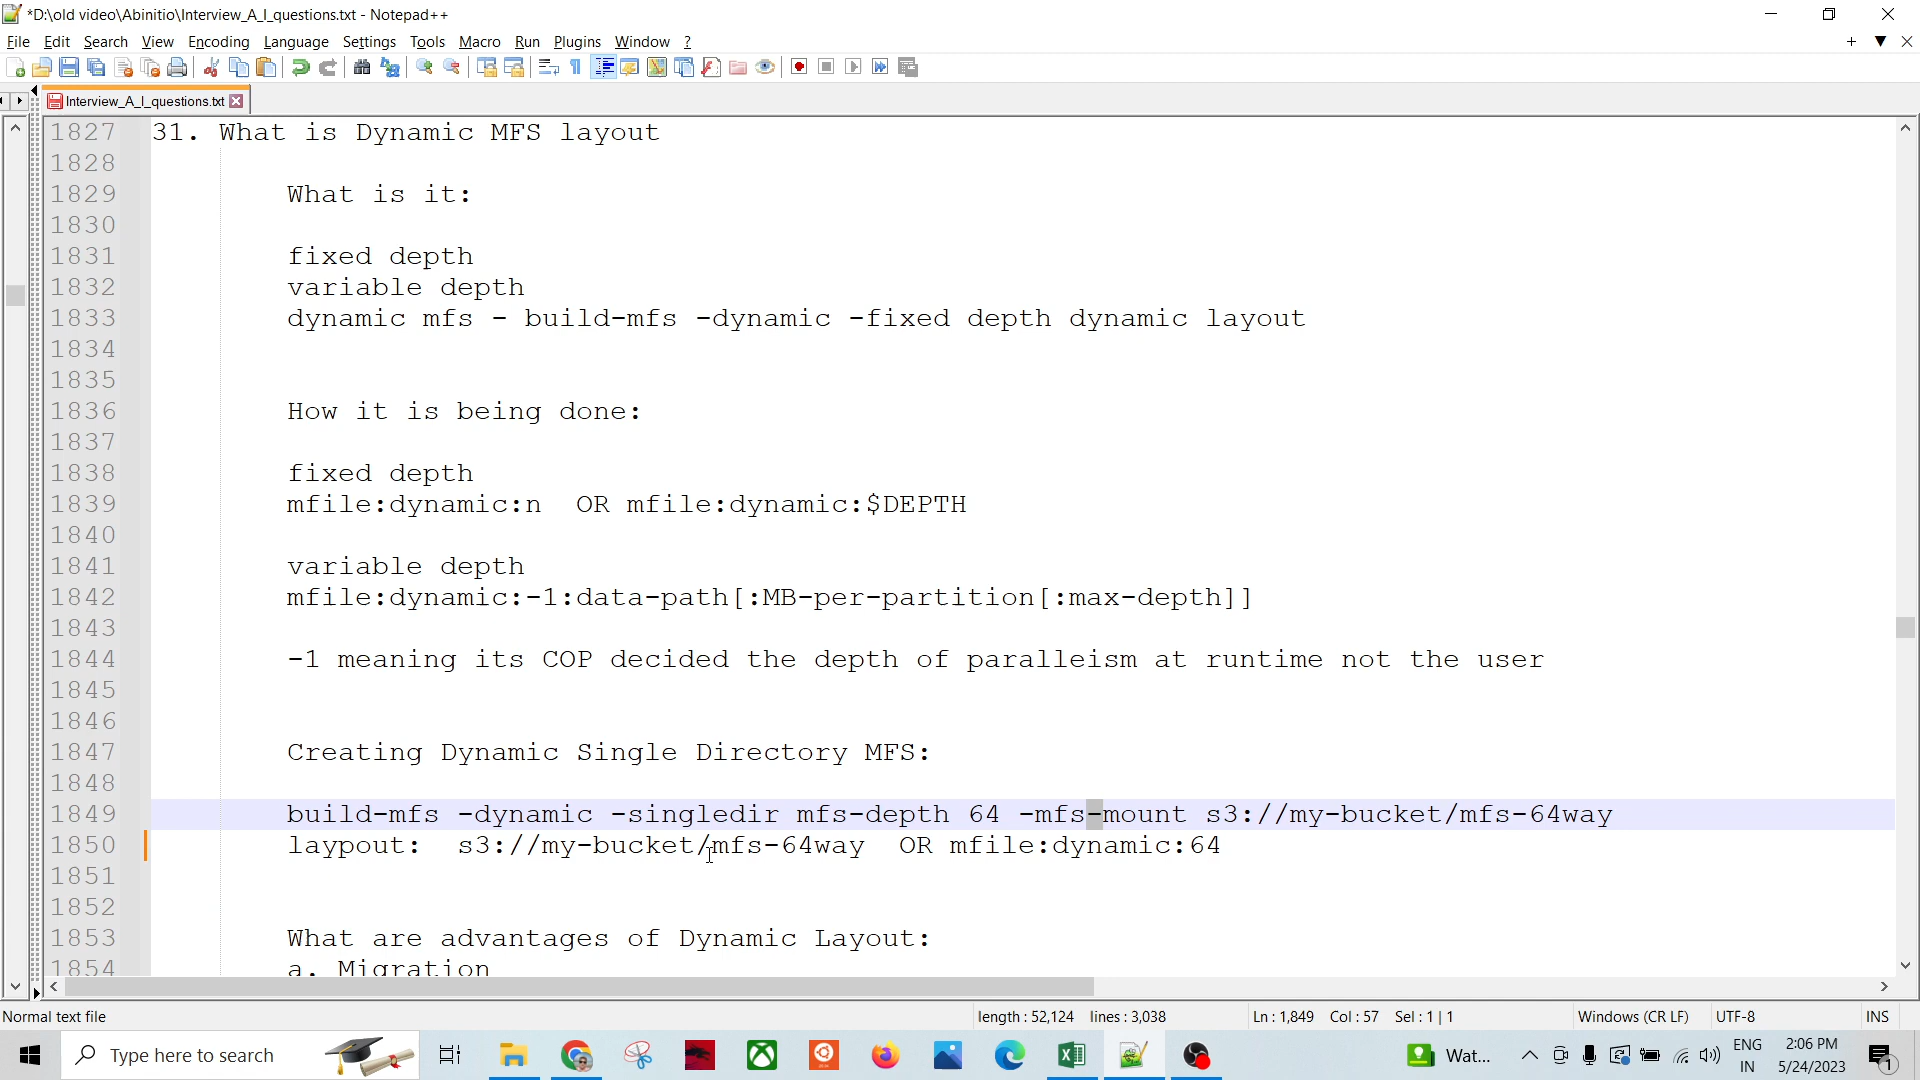 *D:\old video\Abinitio\Interview_A_I_questions.txt - Notepad++
File Edit Search View Encoding Language Settings Tools Macro Run Plugins Window ?
Interview_A_I_questions.txt
1827 31. What is Dynamic MFS layout
1828
1829 What is it:
1830
1831 fixed depth
1832 variable depth
1833 dynamic mfs - build-mfs -dynamic -fixed depth dynamic layout
1834
1835
1836 How it is being done:
1837
1838 fixed depth
1839 mfile:dynamic:n  OR mfile:dynamic:$DEPTH
1840
1841 variable depth
1842 mfile:dynamic:-1:data-path[:MB-per-partition[:max-depth]]
1843
1844 -1 meaning its COP decided the depth of paralleism at runtime not the user
1845
1846
1847 Creating Dynamic Single Directory MFS:
1848
1849 build-mfs -dynamic -singledir mfs-depth 64 -mfs-mount s3://my-bucket/mfs-64way
1850 laypout:  s3://my-bucket/mfs-64way  OR mfile:dynamic:64
1851
1852
1853 What are advantages of Dynamic Layout:
1854 a. Migration
Normal text file length : 52,124 lines : 3,038 Ln : 1,849 Col : 57 Sel : 1 | 1 Windows (CR LF) UTF-8 INS
Type here to search Wat... ENG IN 2:06 PM 5/24/2023 1